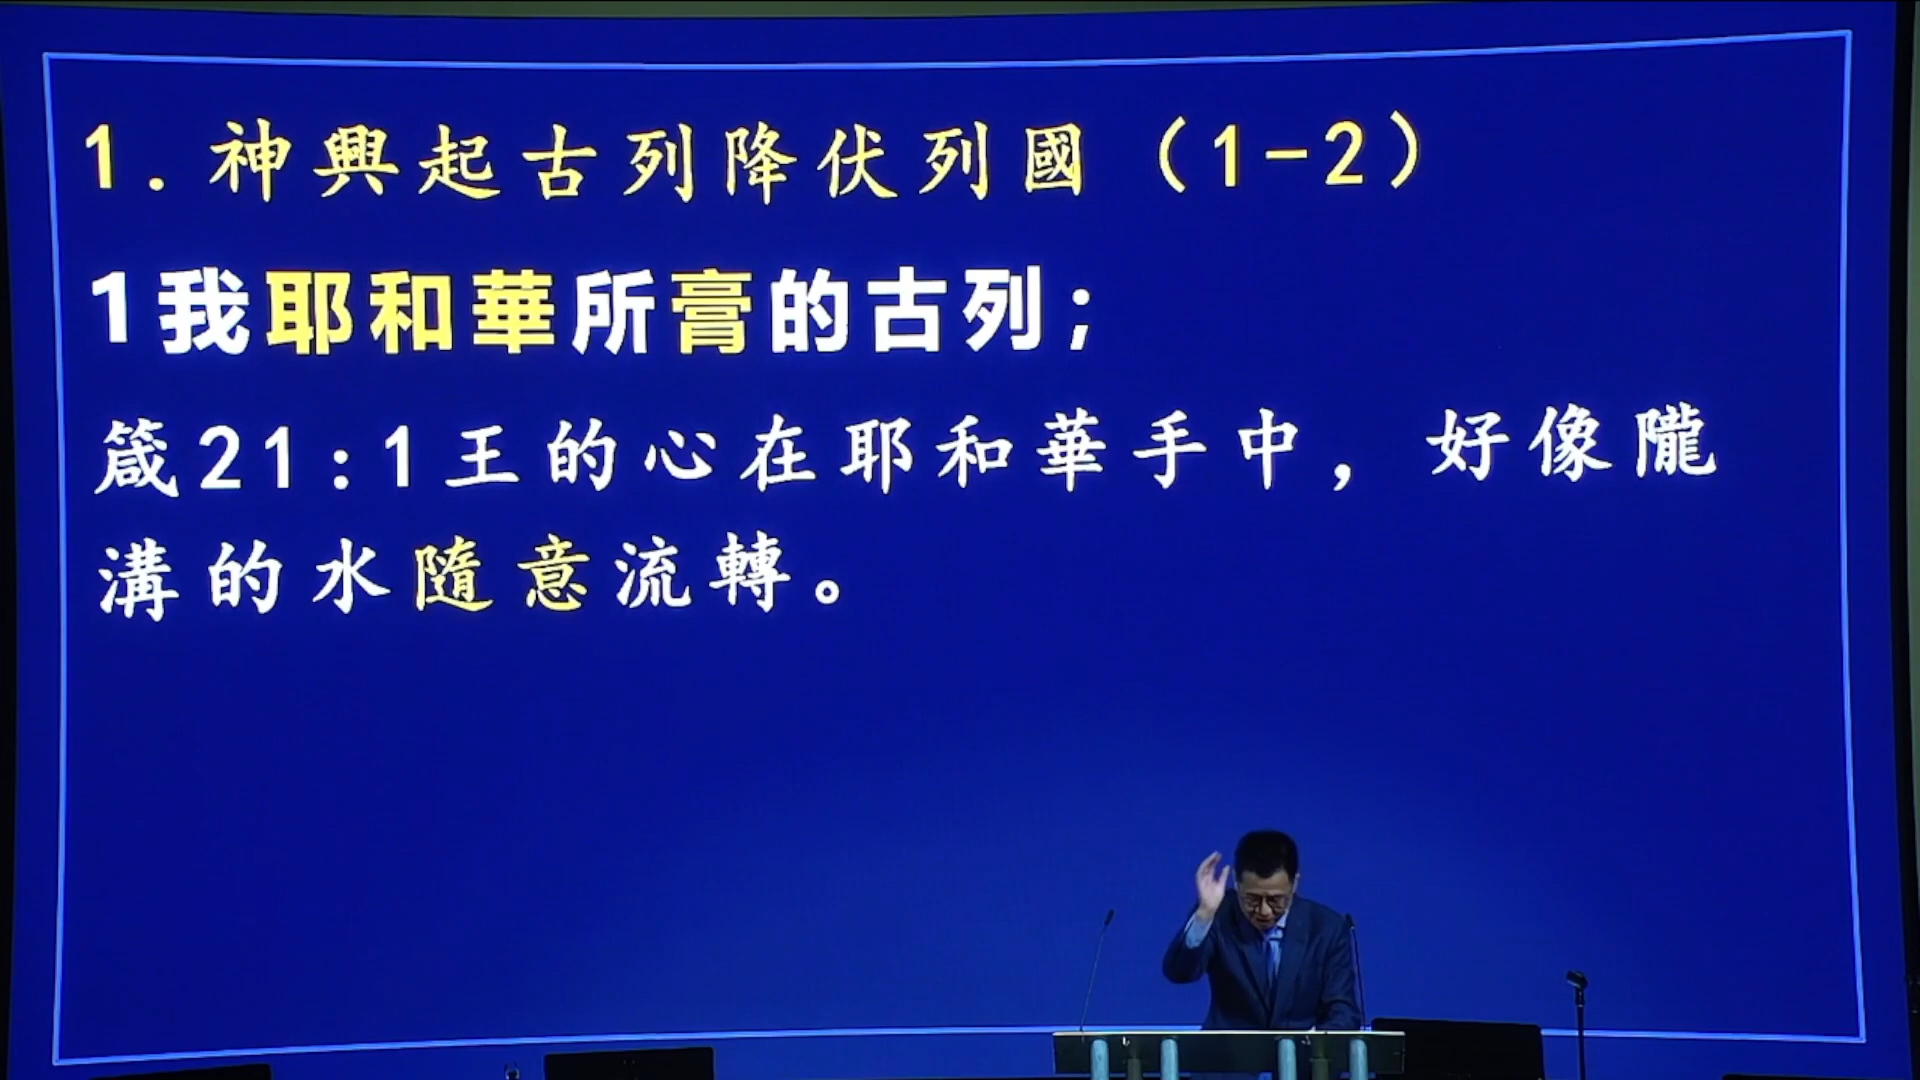 1.神興起古列降伏列國（1-2）
1我耶和華所膏的古列；
箴21:1王的心在耶和華手中，好像隴
溝的水隨意流轉。